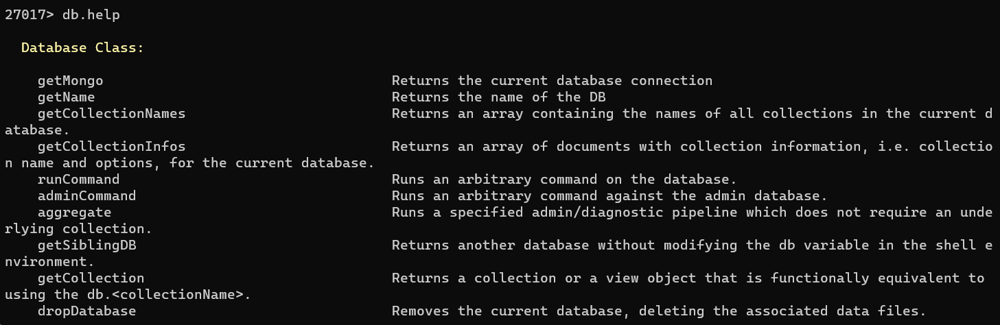 27017> db.help
Database Class:
getMongo Returns the current database connection
getName Returns the name of the DB
getCollectionNames Returns an array containing the names of all collections in the current d
atabase.
getCollectionInfos Returns an array of documents with collection information, i.e. collectio
n name and options, for the current database.
runCommand Runs an arbitrary command on the database.
adminCommand Runs an arbitrary command against the admin database.
aggregate Runs a specified admin/diagnostic pipeline which does not require an unde
rlying collection.
getSiblingDB Returns another database without modifying the db variable in the shell e
nvironment.
getCollection Returns a collection or a view object that is functionally equivalent to
using the db.<collectionName>.
dropDatabase Removes the current database, deleting the associated data files.